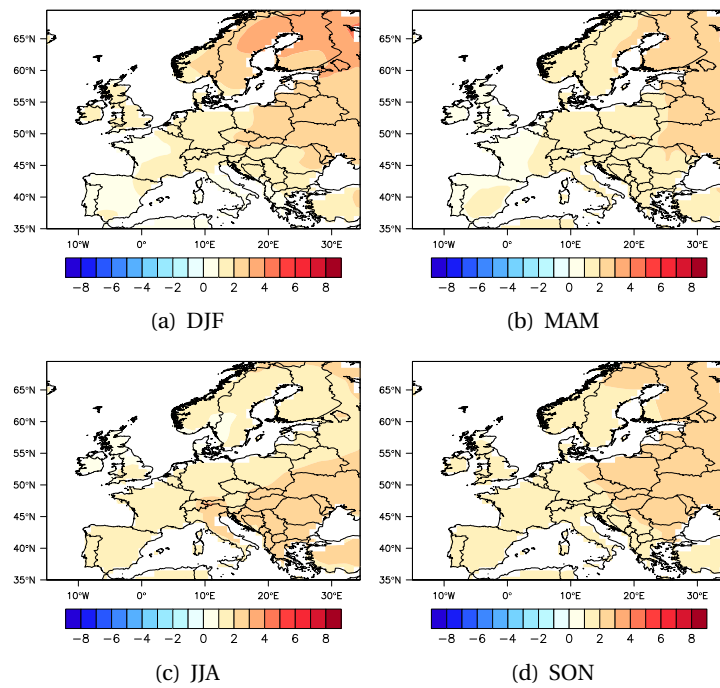 65°N 65°N
60°N 60°N
55°N 55°N
50°N 50°N
45°N 45°N
40°N 40°N
35°N 35°N
10°W 0° 10°E 20°E 30°E 10°W 0° 10°E 20°E 30°E
−8 −6 −4 −2 0 2 4 6 8 −8 −6 −4 −2 0 2 4 6 8
(a) DJF (b) MAM
65°N 65°N
60°N 60°N
55°N 55°N
50°N 50°N
45°N 45°N
40°N 40°N
35°N 35°N
10°W 0° 10°E 20°E 30°E 10°W 0° 10°E 20°E 30°E
−8 −6 −4 −2 0 2 4 6 8 −8 −6 −4 −2 0 2 4 6 8
(c) JJA (d) SON